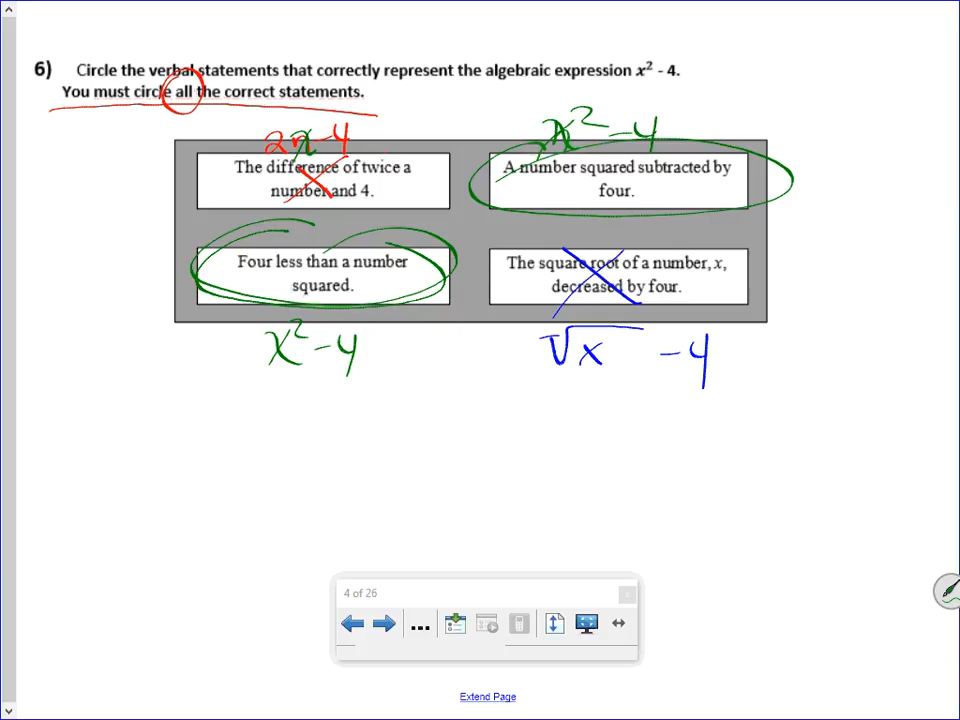 6) Circle the verbal statements that correctly represent the algebraic expression x² - 4.
You must circle all the correct statements.
2x -4
x² -4
The difference of twice a
number and 4.
A number squared subtracted by
four.
Four less than a number
squared.
The square root of a number, x,
decreased by four.
x² -4
√x -4
4 of 26
Extend Page